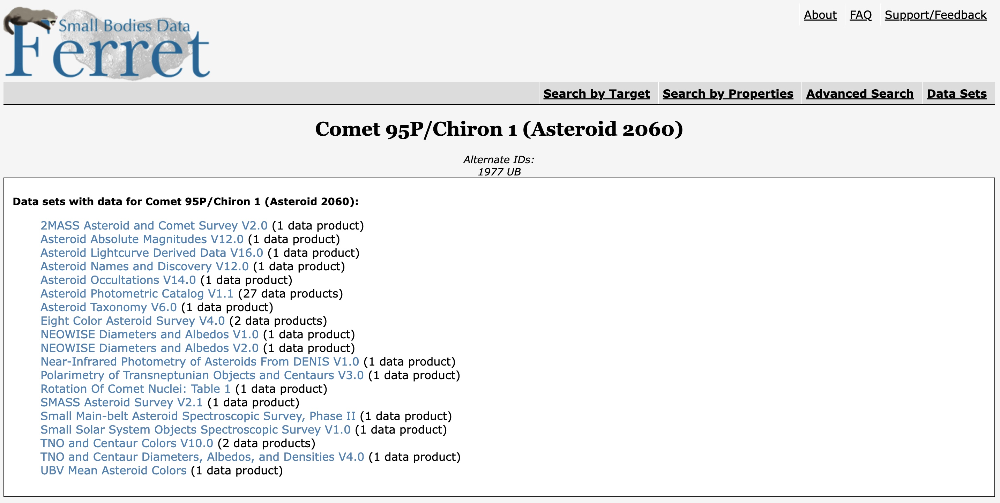 Small Bodies Data
Ferret
About FAQ Support/Feedback
Search by Target Search by Properties Advanced Search Data Sets
Comet 95P/Chiron 1 (Asteroid 2060)
Alternate IDs:
1977 UB
Data sets with data for Comet 95P/Chiron 1 (Asteroid 2060):
2MASS Asteroid and Comet Survey V2.0 (1 data product)
Asteroid Absolute Magnitudes V12.0 (1 data product)
Asteroid Lightcurve Derived Data V16.0 (1 data product)
Asteroid Names and Discovery V12.0 (1 data product)
Asteroid Occultations V14.0 (1 data product)
Asteroid Photometric Catalog V1.1 (27 data products)
Asteroid Taxonomy V6.0 (1 data product)
Eight Color Asteroid Survey V4.0 (2 data products)
NEOWISE Diameters and Albedos V1.0 (1 data product)
NEOWISE Diameters and Albedos V2.0 (1 data product)
Near-Infrared Photometry of Asteroids From DENIS V1.0 (1 data product)
Polarimetry of Transneptunian Objects and Centaurs V3.0 (1 data product)
Rotation Of Comet Nuclei: Table 1 (1 data product)
SMASS Asteroid Survey V2.1 (1 data product)
Small Main-belt Asteroid Spectroscopic Survey, Phase II (1 data product)
Small Solar System Objects Spectroscopic Survey V1.0 (1 data product)
TNO and Centaur Colors V10.0 (2 data products)
TNO and Centaur Diameters, Albedos, and Densities V4.0 (1 data product)
UBV Mean Asteroid Colors (1 data product)